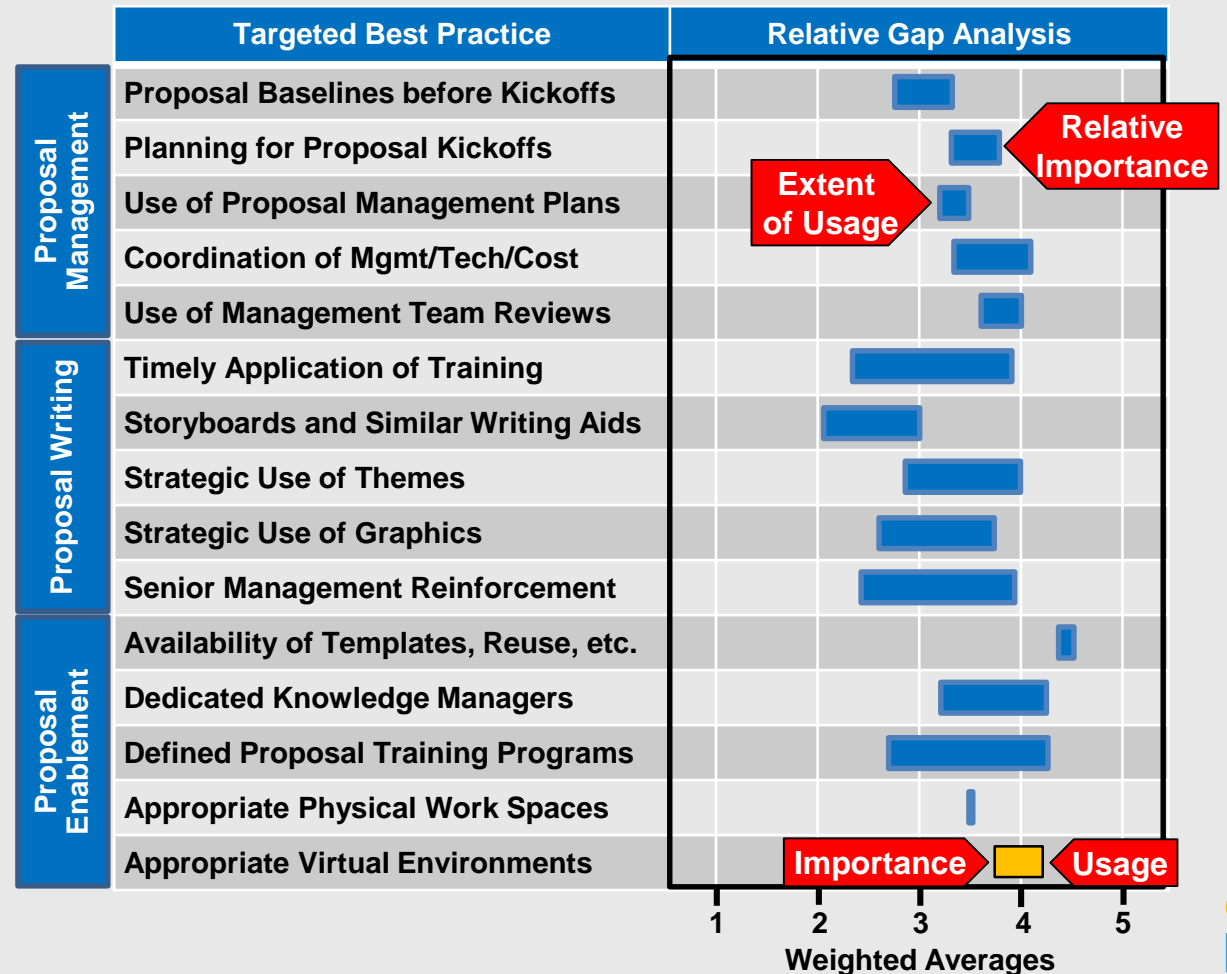 Targeted Best Practice
Relative Gap Analysis
Proposal
Management
Proposal Baselines before Kickoffs
Planning for Proposal Kickoffs
Relative
Importance
Use of Proposal Management Plans
Extent
of Usage
Coordination of Mgmt/Tech/Cost
Use of Management Team Reviews
Proposal Writing
Timely Application of Training
Storyboards and Similar Writing Aids
Strategic Use of Themes
Strategic Use of Graphics
Senior Management Reinforcement
Proposal
Enablement
Availability of Templates, Reuse, etc.
Dedicated Knowledge Managers
Defined Proposal Training Programs
Appropriate Physical Work Spaces
Appropriate Virtual Environments
Importance
Usage
1 2 3 4 5
Weighted Averages